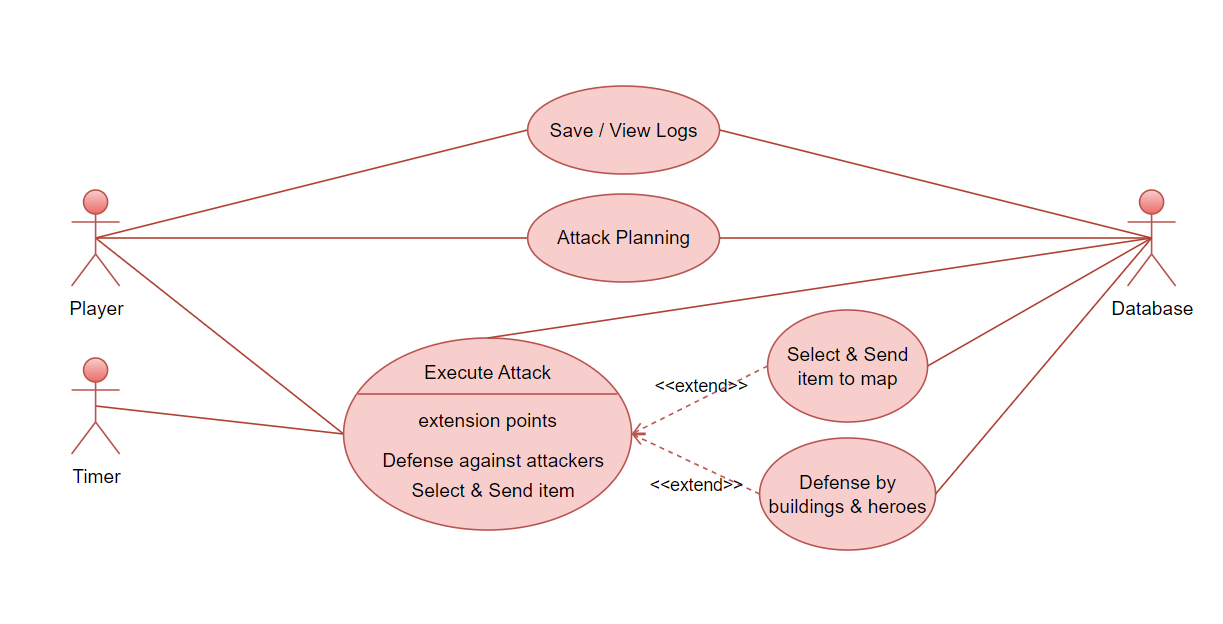 Save / View Logs
Attack Planning
Player
Database
Execute Attack
extension points
Defense against attackers
Select & Send item
<<extend>>
Select & Send
item to map
Timer
<<extend>>
Defense by
buildings & heroes